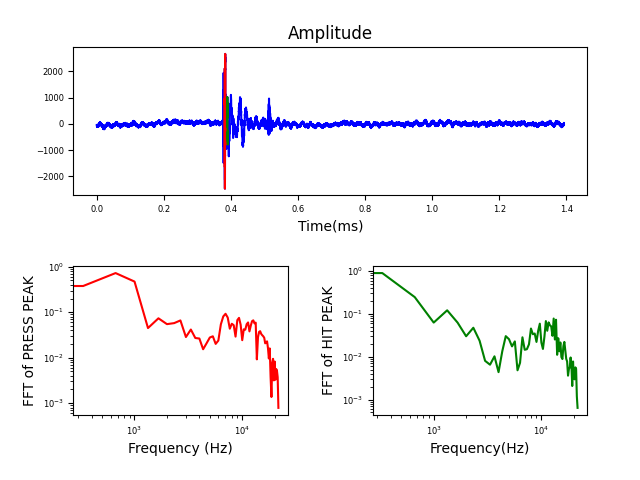 Amplitude
2000
1000
0
−1000
−2000
0.0 0.2 0.4 0.6 0.8 1.0 1.2 1.4
Time(ms)
FFT of PRESS PEAK
10⁰
10⁻¹
10⁻²
10⁻³
10³ 10⁴
Frequency (Hz)
FFT of HIT PEAK
10⁰
10⁻¹
10⁻²
10⁻³
10³ 10⁴
Frequency(Hz)